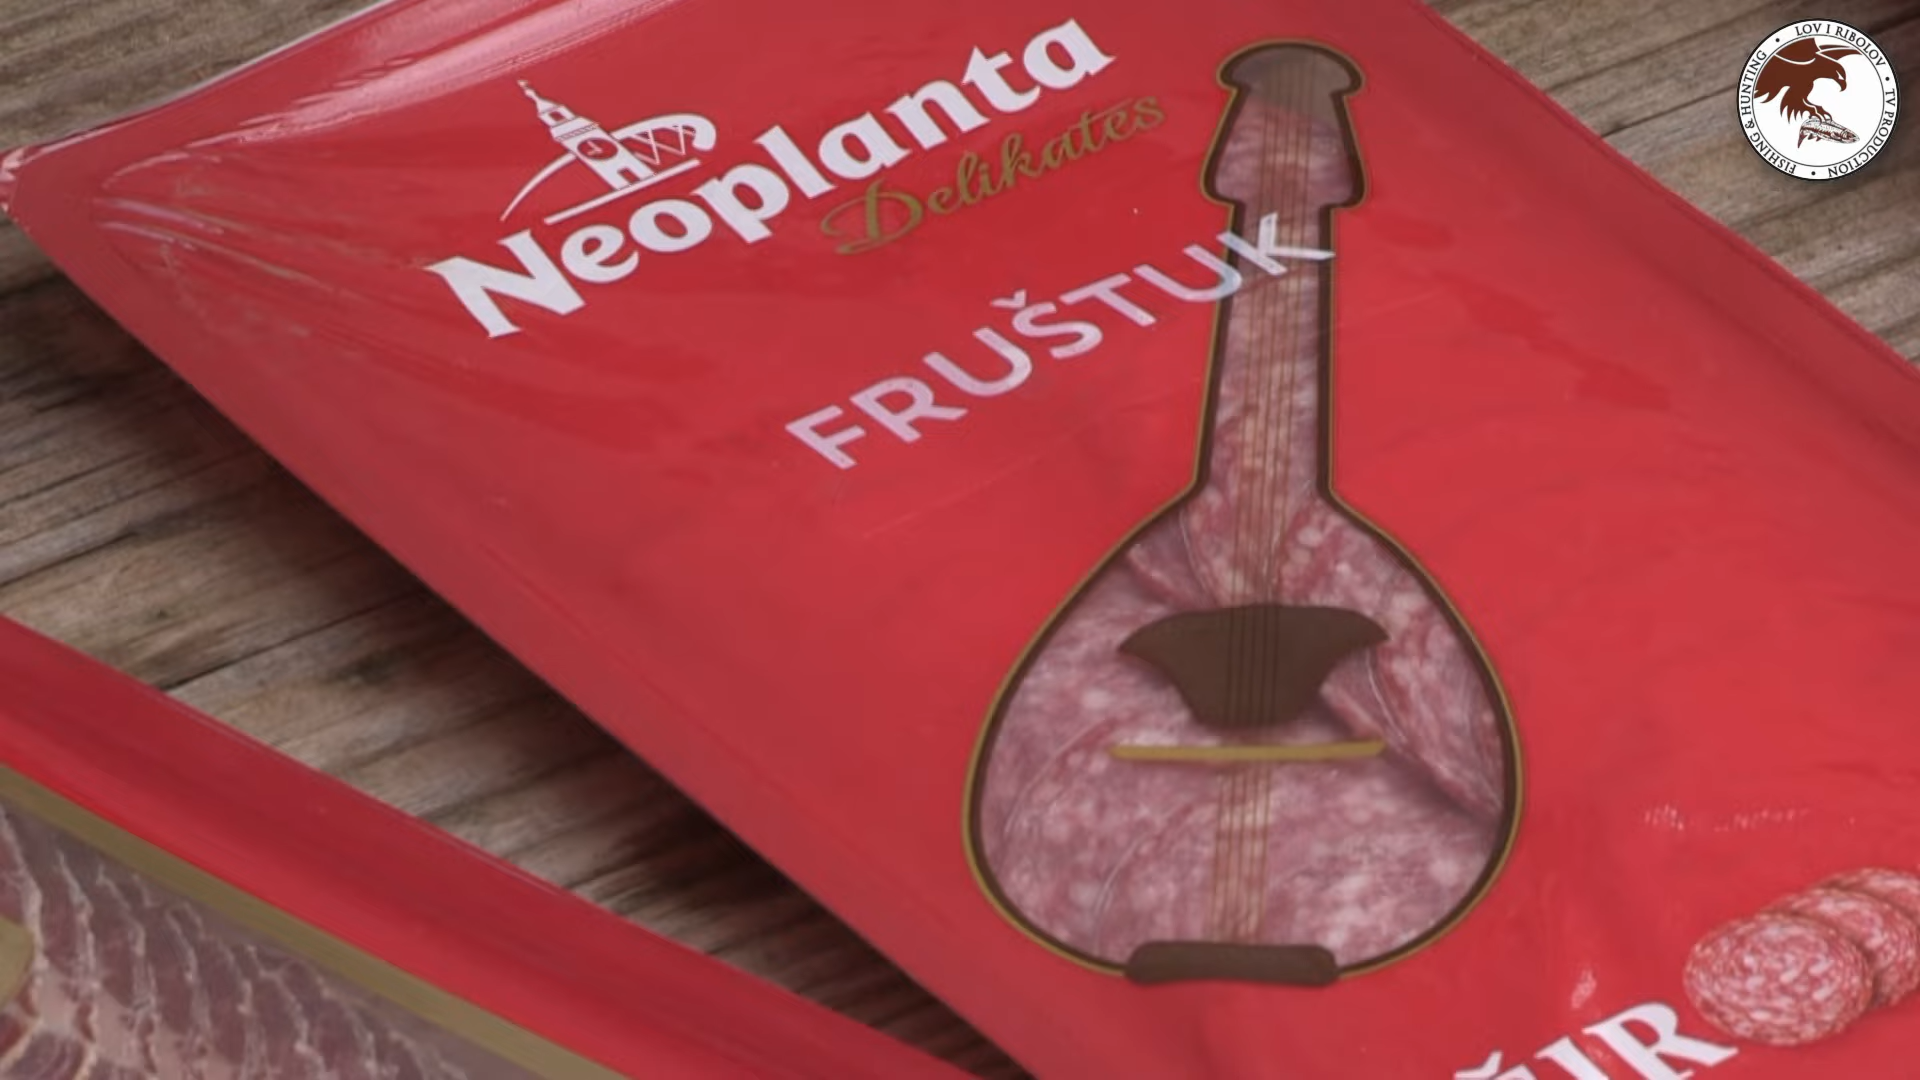 Neoplanta
Delikates
FRUŠTUK
LOV I RIBOLOV • TV PRODUCTION • FISHING & HUNTING •